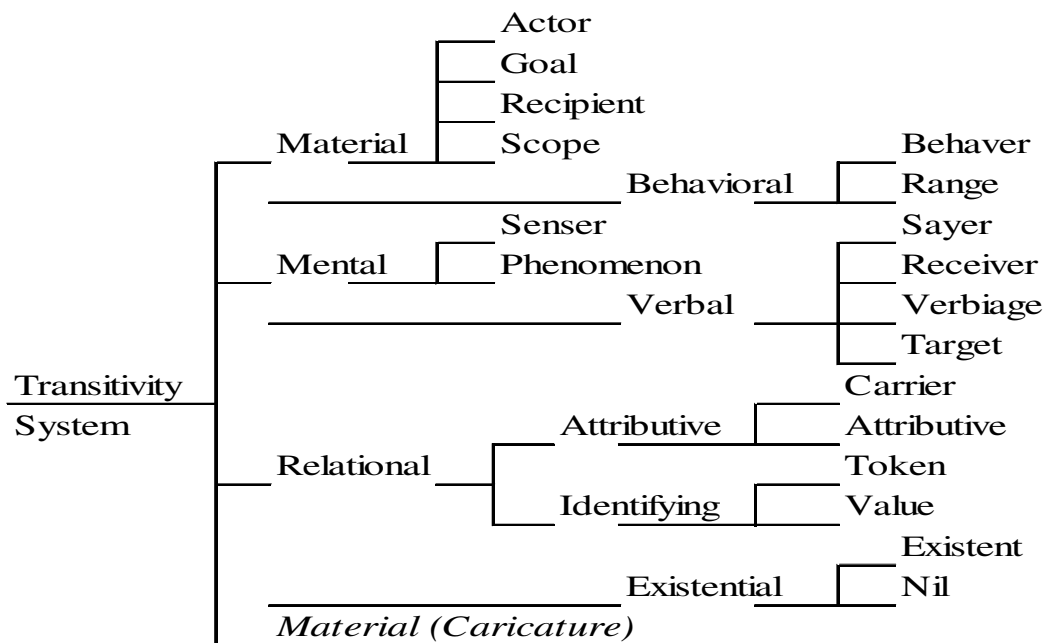 Actor
Goal
Recipient
Material Scope Behaver
Behavioral Range
Senser Sayer
Mental Phenomenon Receiver
Verbal Verbiage
Target
Transitivity Carrier
System Attributive Attributive
Relational Token
Identifying Value
Existent
Existential Nil
Material (Caricature)